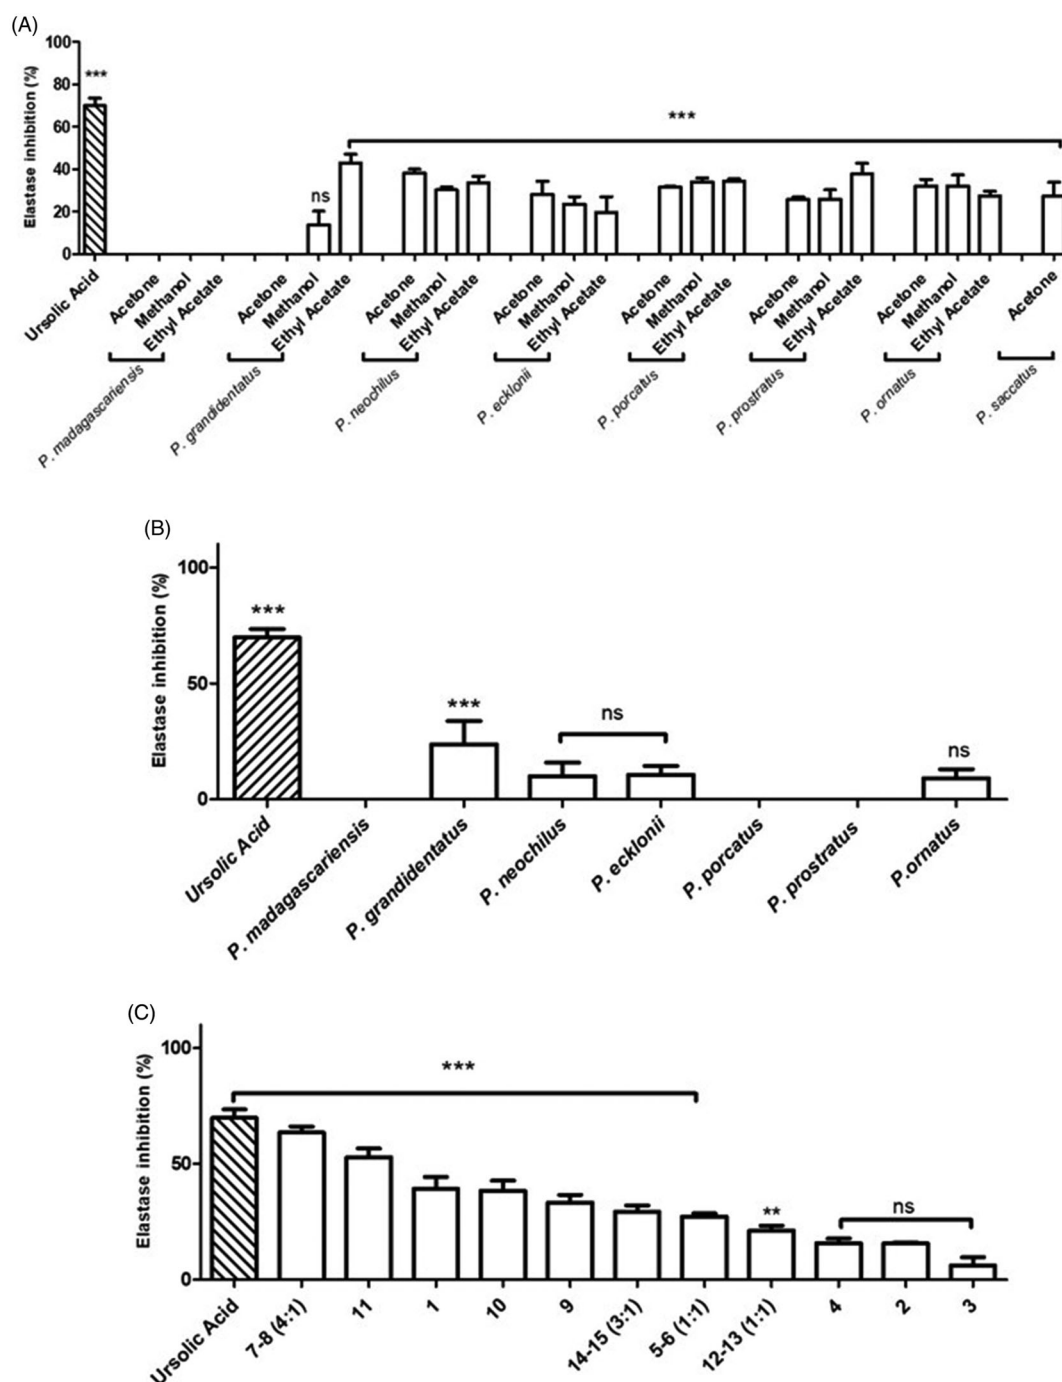 (A)
Elastase inhibition (%)
100
80
60
40
20
0
***
ns
***
Ursolic Acid
Acetone
Methanol
Ethyl Acetate
Acetone
Methanol
Ethyl Acetate
Acetone
Methanol
Ethyl Acetate
Acetone
Methanol
Ethyl Acetate
Acetone
Methanol
Ethyl Acetate
Acetone
Methanol
Ethyl Acetate
Acetone
Methanol
Ethyl Acetate
Acetone
P. madagascariensis
P. grandidentatus
P. neochilus
P. ecklonii
P. porcatus
P. prostratus
P. ornatus
P. saccatus
(B)
Elastase inhibition (%)
100
50
0
***
***
ns
ns
Ursolic Acid
P. madagascariensis
P. grandidentatus
P. neochilus
P. ecklonii
P. porcatus
P. prostratus
P.ornatus
(C)
Elastase inhibition (%)
100
50
0
***
**
ns
Ursolic Acid
7-8 (4:1)
11
1
10
9
14-15 (3:1)
5-6 (1:1)
12-13 (1:1)
4
2
3